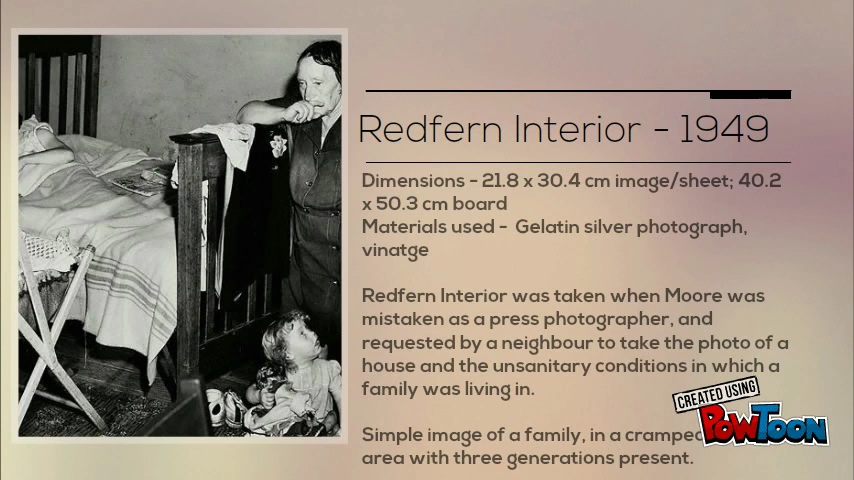 Redfern Interior - 1949
Dimensions - 21.8 x 30.4 cm image/sheet; 40.2
x 50.3 cm board
Materials used - Gelatin silver photograph,
vinatge
Redfern Interior was taken when Moore was
mistaken as a press photographer, and
requested by a neighbour to take the photo of a
house and the unsanitary conditions in which a
family was living in.
Simple image of a family, in a cramped
area with three generations present.
CREATED USING
POWTOON